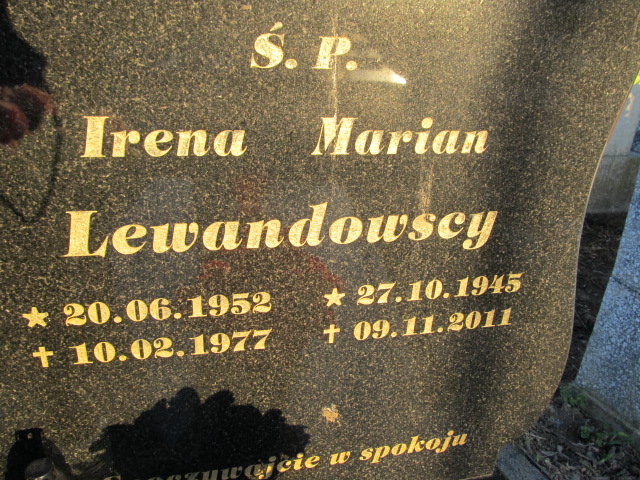 Ś. P.
Irena Marian
Lewandowscy
★ 20.06.1952 ★ 27.10.1945
✝ 10.02.1977 ✝ 09.11.2011
w spokoju